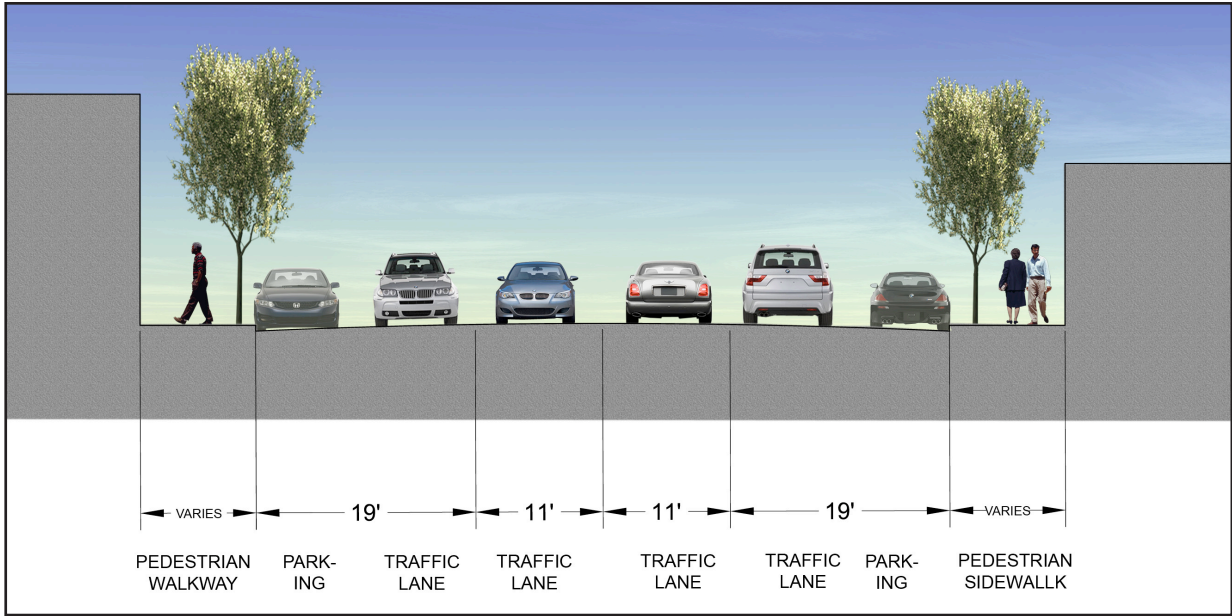 VARIES 19' 11' 11' 19' VARIES
PEDESTRIAN PARK- TRAFFIC TRAFFIC TRAFFIC TRAFFIC PARK- PEDESTRIAN
WALKWAY ING LANE LANE LANE LANE ING SIDEWALLK